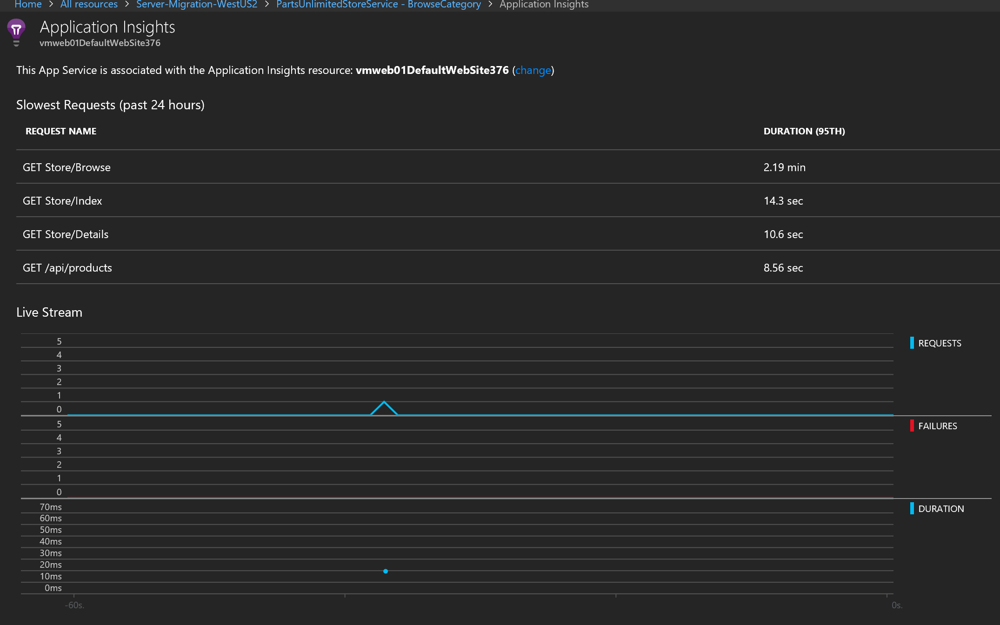 Home > All resources > Server-Migration-WestUS2 > PartsUnlimitedStoreService - BrowseCategory > Application Insights
Application Insights
vmweb01DefaultWebSite376
This App Service is associated with the Application Insights resource: vmweb01DefaultWebSite376 (change)
Slowest Requests (past 24 hours)
REQUEST NAME DURATION (95TH)
GET Store/Browse 2.19 min
GET Store/Index 14.3 sec
GET Store/Details 10.6 sec
GET /api/products 8.56 sec
Live Stream
5 REQUESTS
4
3
2
1
0
5 FAILURES
4
3
2
1
0
70ms DURATION
60ms
50ms
40ms
30ms
20ms
10ms
0ms
-60s. 0s.